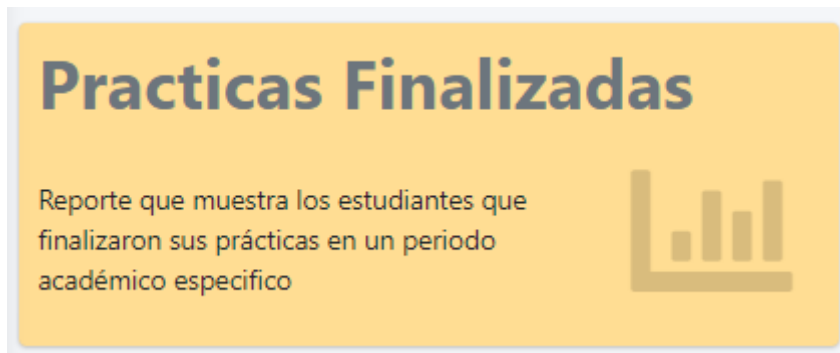 Practicas Finalizadas
Reporte que muestra los estudiantes que
finalizaron sus prácticas en un periodo
académico especifico